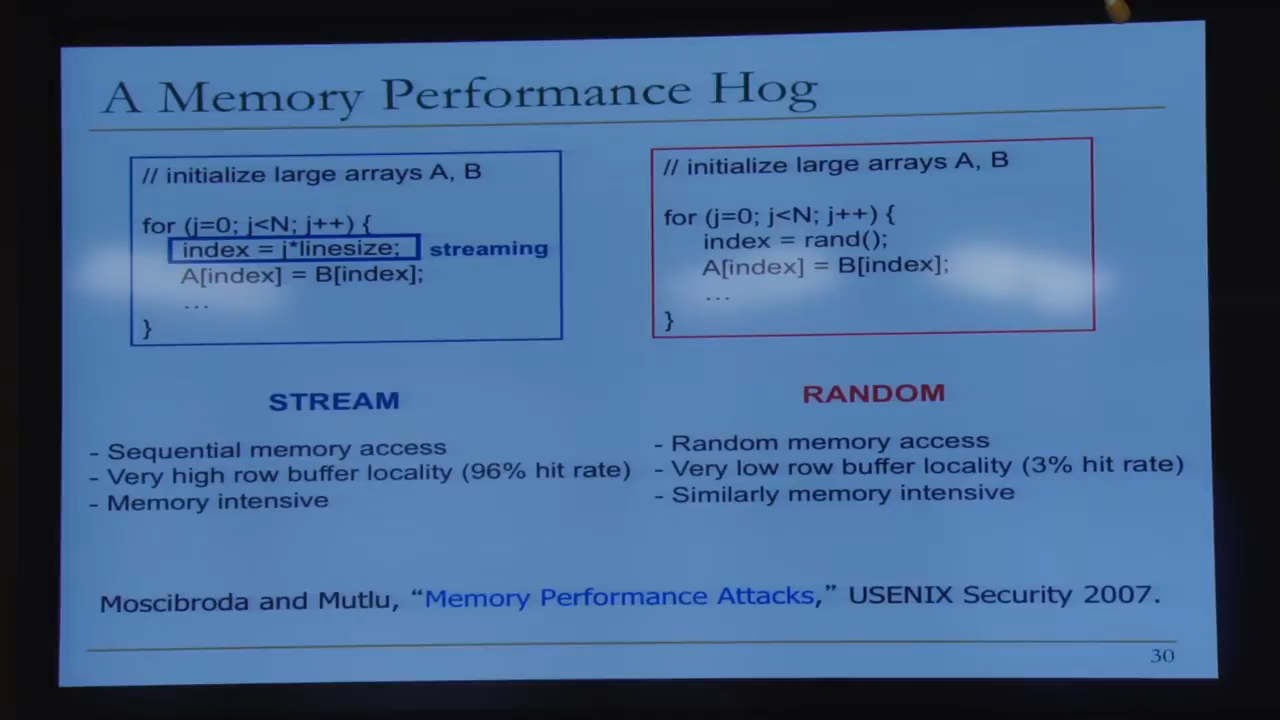 A Memory Performance Hog
// initialize large arrays A, B
for (j=0; j<N; j++) {
index = j*linesize;
streaming
A[index] = B[index];
…
}
STREAM
- Sequential memory access
- Very high row buffer locality (96% hit rate)
- Memory intensive
// initialize large arrays A, B
for (j=0; j<N; j++) {
index = rand();
A[index] = B[index];
…
}
RANDOM
- Random memory access
- Very low row buffer locality (3% hit rate)
- Similarly memory intensive
Moscibroda and Mutlu, “Memory Performance Attacks,” USENIX Security 2007.
30